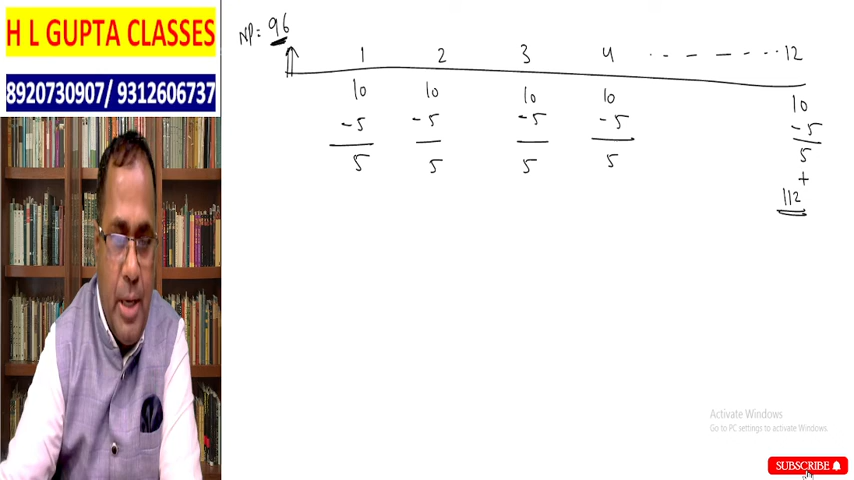 H L GUPTA CLASSES
8920730907/ 9312606737
NP: 96
1 2 3 4 ... - - - ... 12
10 10 10 10 10
-5 -5 -5 -5 -5
5 5 5 5 5
+
112
Activate Windows
Go to PC settings to activate Windows.
SUBSCRIBE